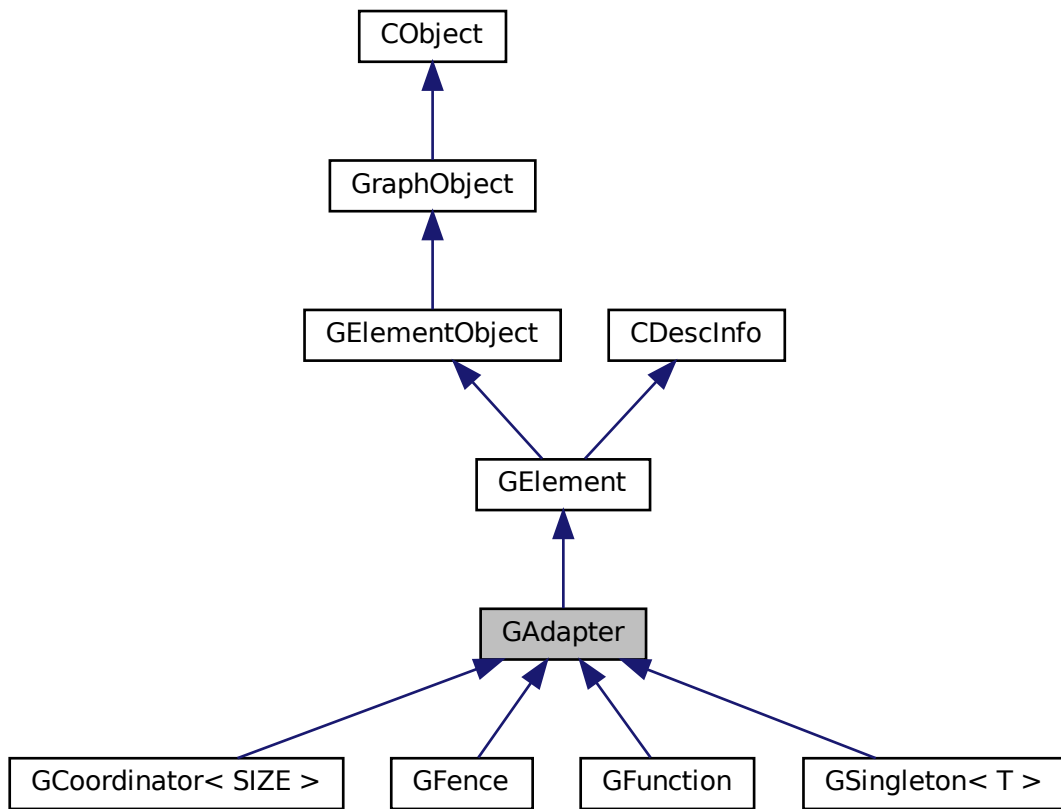 CObject
GraphObject
GElementObject
CDescInfo
GElement
GAdapter
GCoordinator< SIZE >
GFence
GFunction
GSingleton< T >